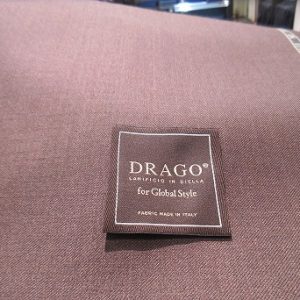 DRAGO®
LANIFICIO IN BIELLA
for Global Style
FABRIC MADE IN ITALY